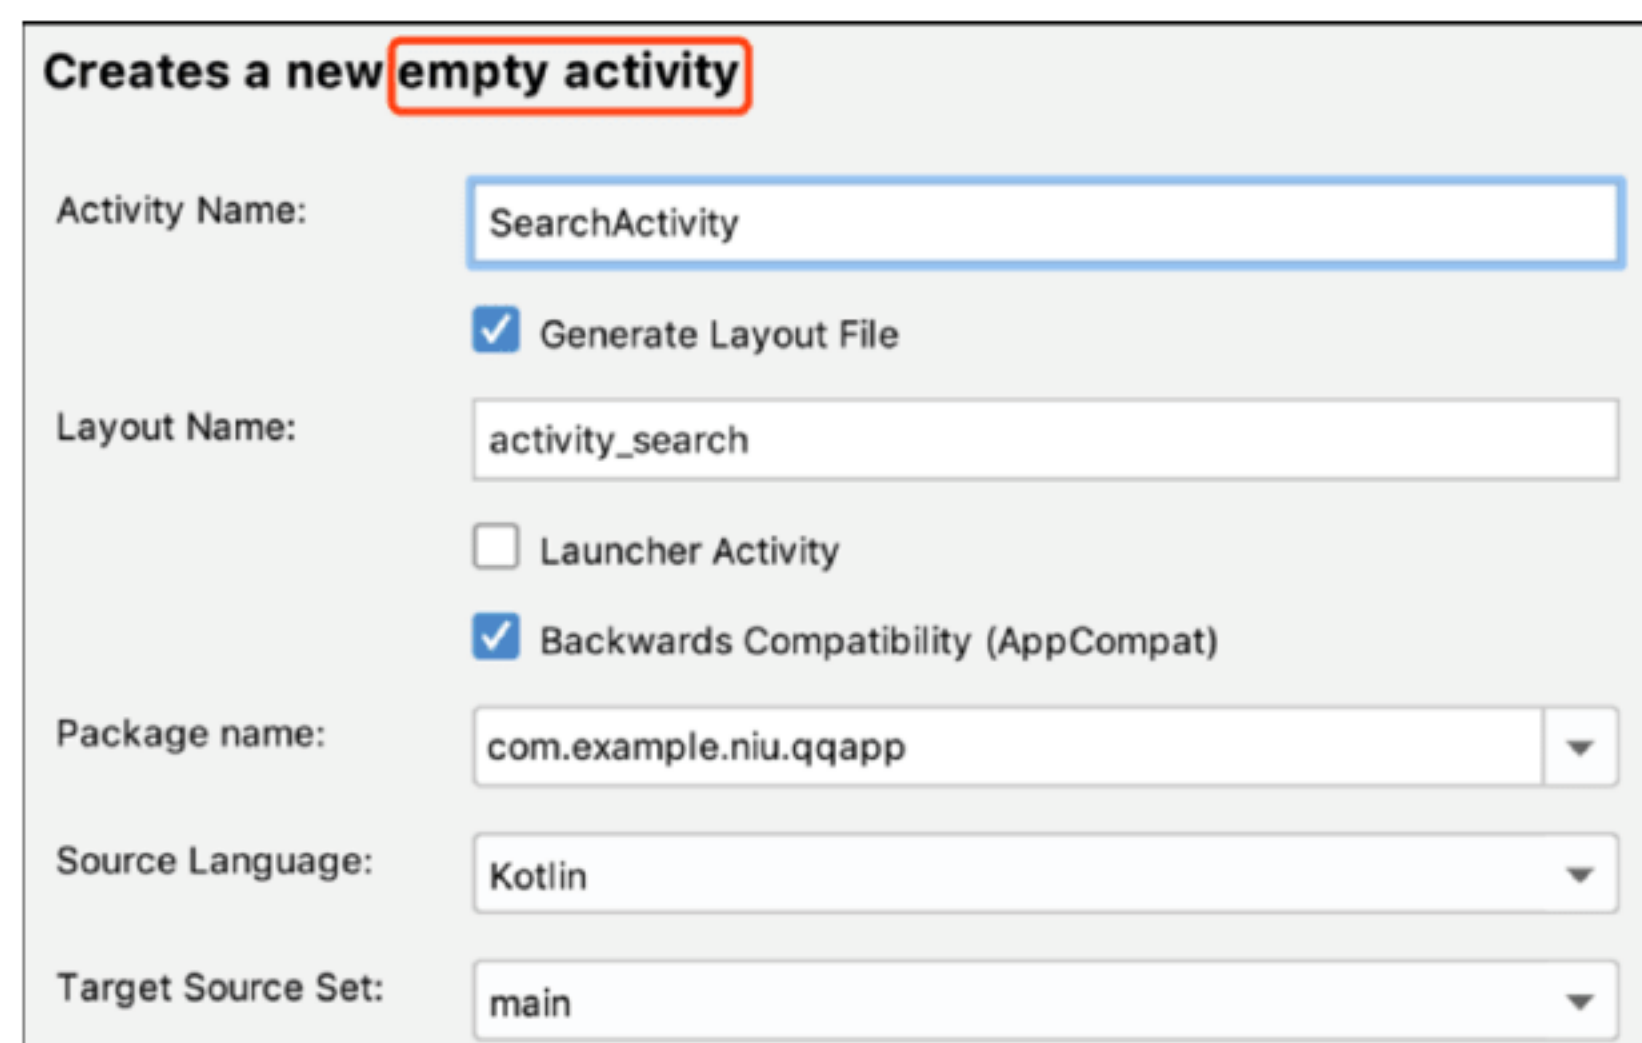 Creates a new empty activity
Activity Name:
SearchActivity
Generate Layout File
Layout Name:
activity_search
Launcher Activity
Backwards Compatibility (AppCompat)
Package name:
com.example.niu.qqapp
Source Language:
Kotlin
Target Source Set:
main